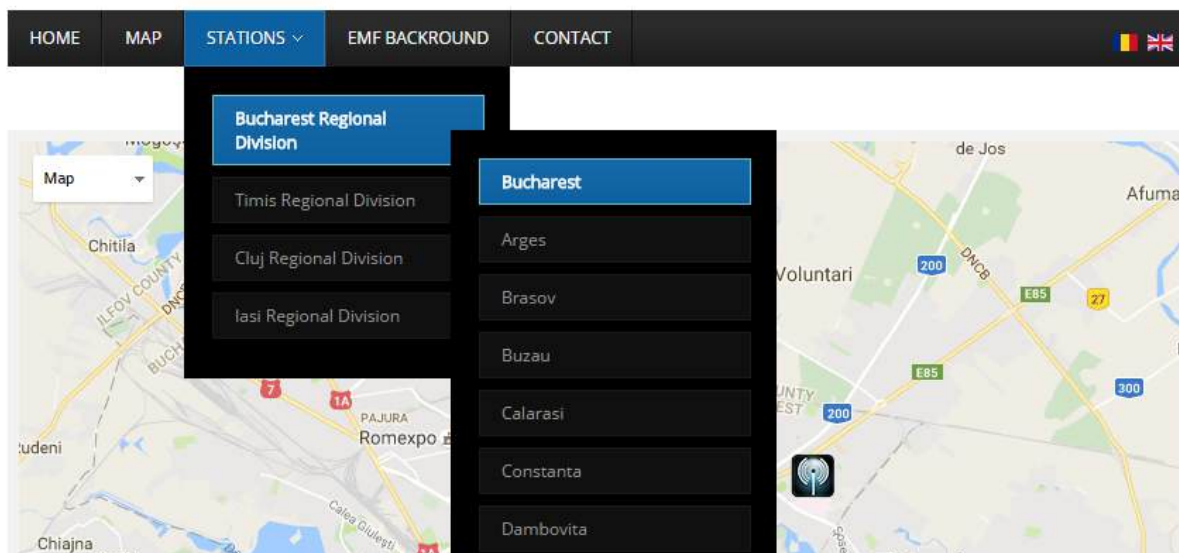 HOME MAP STATIONS EMF BACKROUND CONTACT
Bucharest Regional
Division
Timis Regional Division
Cluj Regional Division
Iasi Regional Division
Bucharest
Arges
Brasov
Buzau
Calarasi
Constanta
Dambovita
Map
Chitila
ILFOV COUNTY
7
1A
PAJURA
Romexpo
Calea Giulești
Chiajna
de Jos
Voluntari
200
DNCB
E85
27
E85
300
200